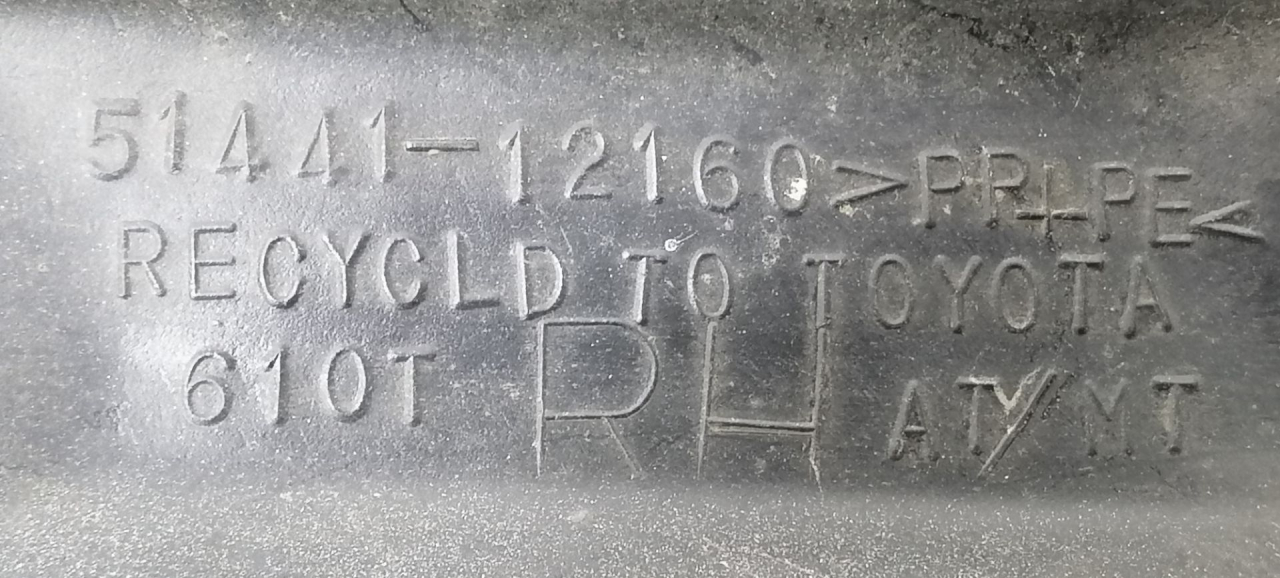 51441-12160>PP+PE<
RECYCLD TO TOYOTA
610T RH AT/MT